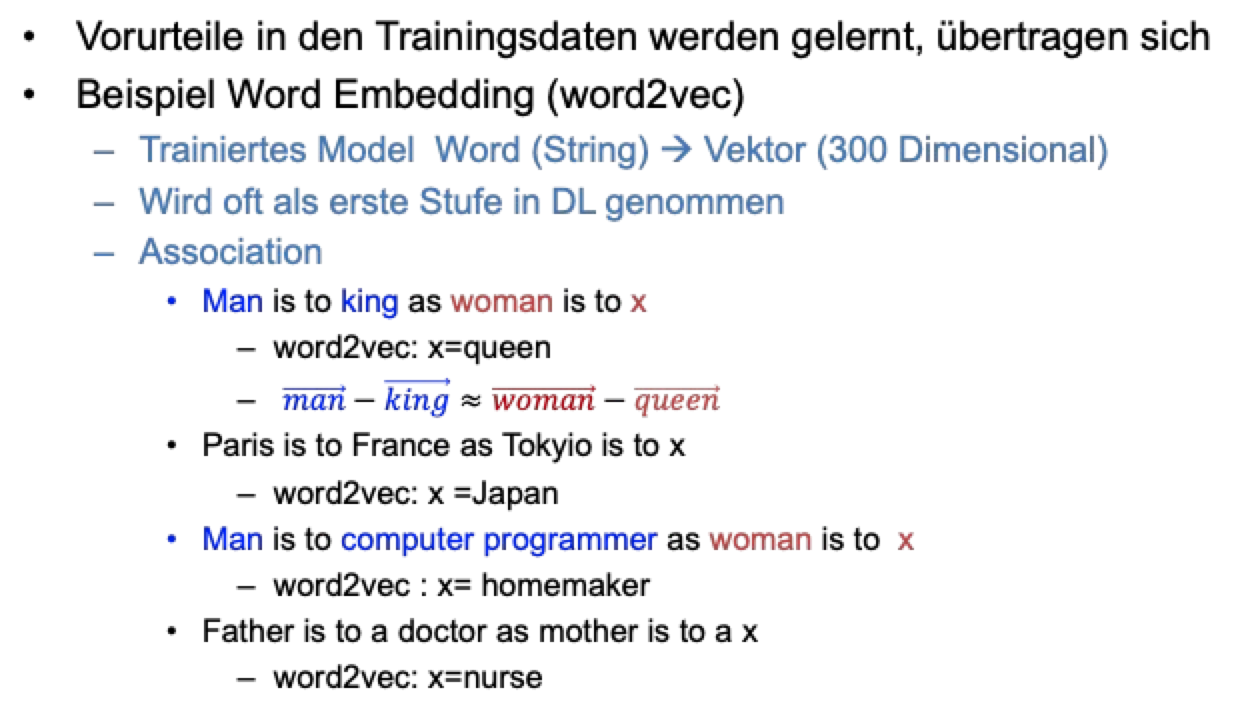 • Vorurteile in den Trainingsdaten werden gelernt, übertragen sich
• Beispiel Word Embedding (word2vec)
– Trainiertes Model Word (String) → Vektor (300 Dimensional)
– Wird oft als erste Stufe in DL genommen
– Association
• Man is to king as woman is to x
– word2vec: x=queen
– $\overrightarrow{man} - \overrightarrow{king} \approx \overrightarrow{woman} - \overrightarrow{queen}$
• Paris is to France as Tokyio is to x
– word2vec: x =Japan
• Man is to computer programmer as woman is to x
– word2vec : x= homemaker
• Father is to a doctor as mother is to a x
– word2vec: x=nurse